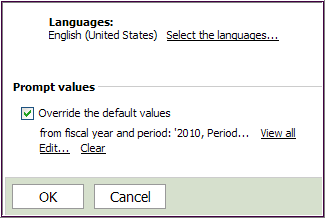 Languages:
English (United States) Select the languages...
Prompt values
Override the default values
from fiscal year and period: '2010, Period... View all
Edit... Clear
OK Cancel